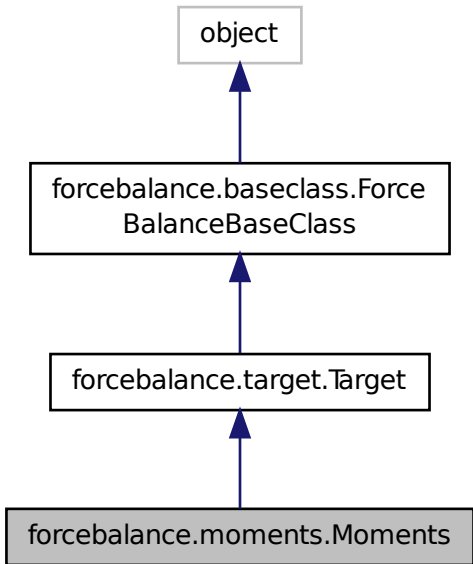 object
forcebalance.baseclass.Force
BalanceBaseClass
forcebalance.target.Target
forcebalance.moments.Moments